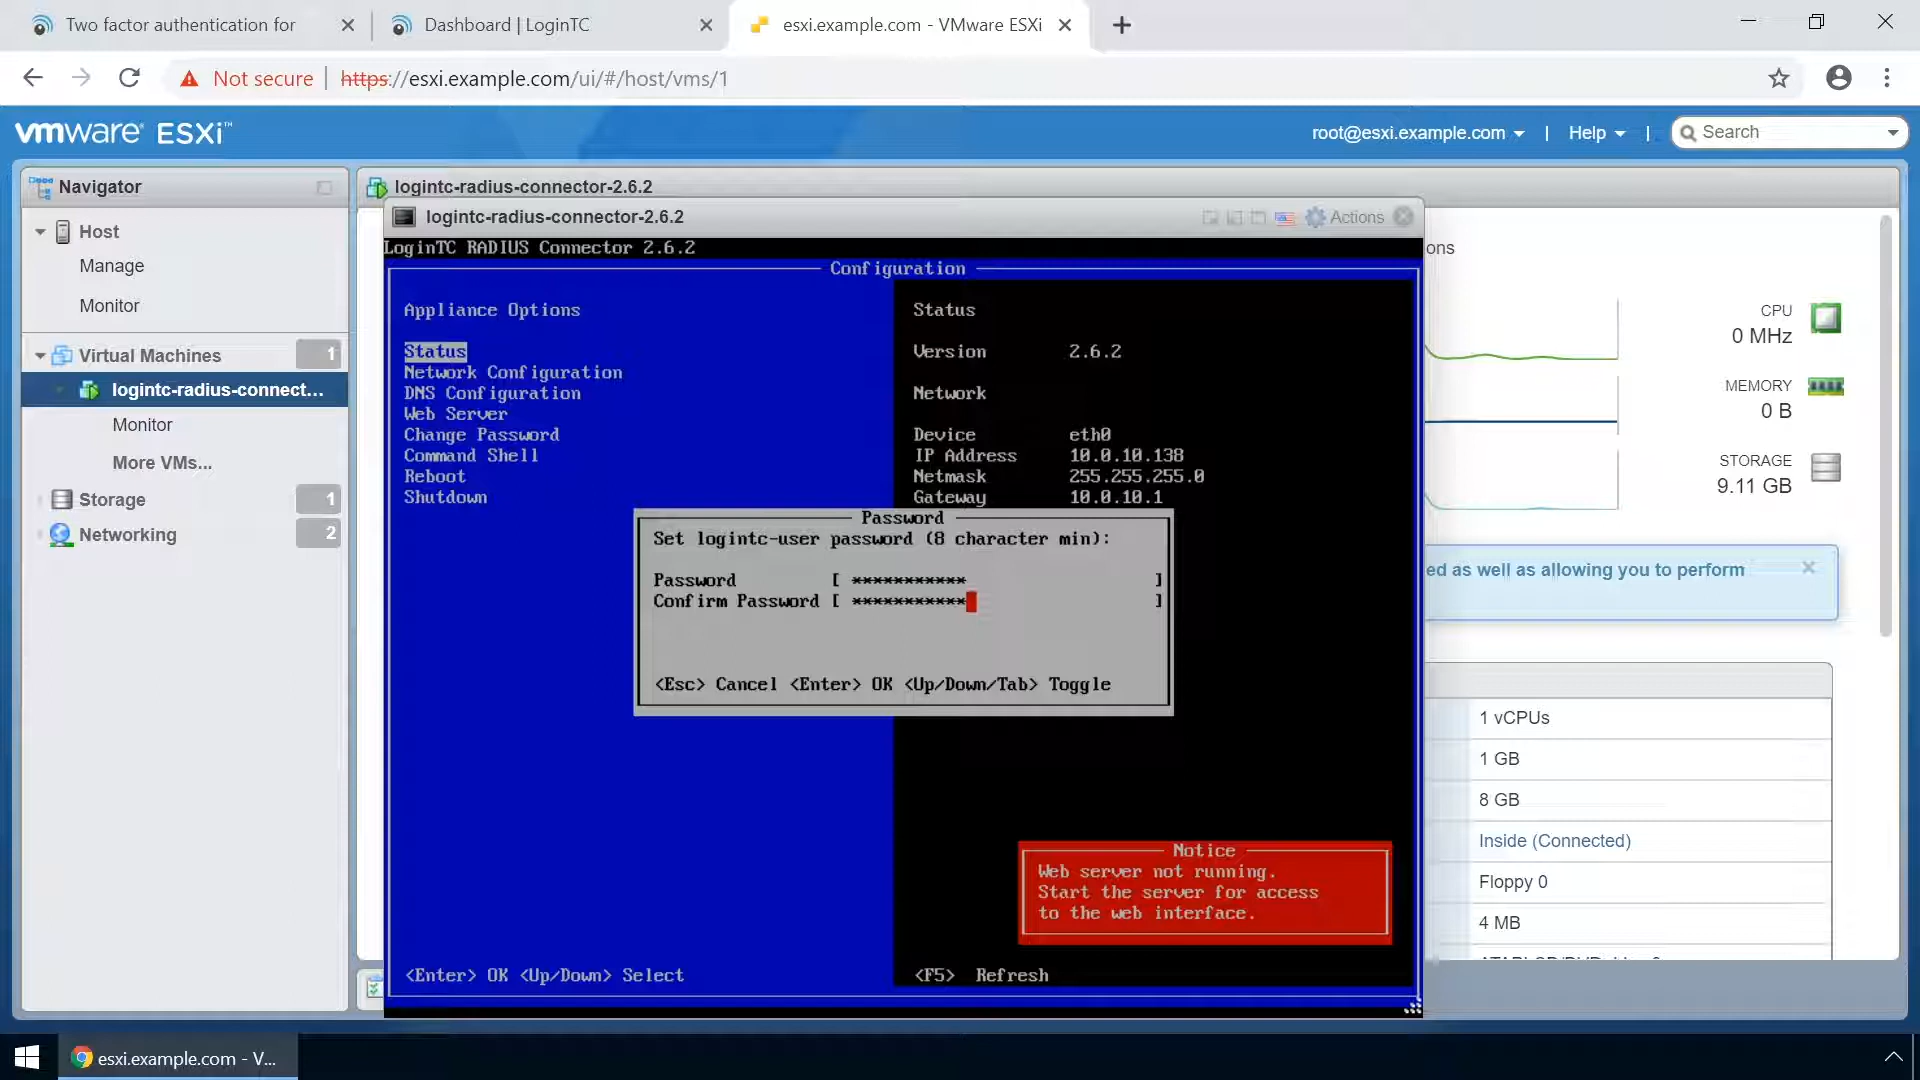 Two factor authentication for
Dashboard | LoginTC
esxi.example.com - VMware ESXi
Not secure | https://esxi.example.com/ui/#/host/vms/1
vmware ESXi™
root@esxi.example.com | Help | Search
Navigator
Host
Manage
Monitor
Virtual Machines 1
logintc-radius-connect...
Monitor
More VMs...
Storage 1
Networking 2
logintc-radius-connector-2.6.2
logintc-radius-connector-2.6.2
Actions
LoginTC RADIUS Connector 2.6.2
Configuration
Appliance Options
Status
Network Configuration
DNS Configuration
Web Server
Change Password
Command Shell
Reboot
Shutdown
Status
Version 2.6.2
Network
Device eth0
IP Address 10.0.10.138
Netmask 255.255.255.0
Gateway 10.0.10.1
Password
Set logintc-user password (8 character min):
Password [ *********** ]
Confirm Password [ *********** ]
<Esc> Cancel <Enter> OK <Up/Down/Tab> Toggle
Notice
Web server not running.
Start the server for access
to the web interface.
<Enter> OK <Up/Down> Select
<F5> Refresh
ons
CPU
0 MHz
MEMORY
0 B
STORAGE
9.11 GB
ed as well as allowing you to perform
1 vCPUs
1 GB
8 GB
Inside (Connected)
Floppy 0
4 MB
esxi.example.com - V...